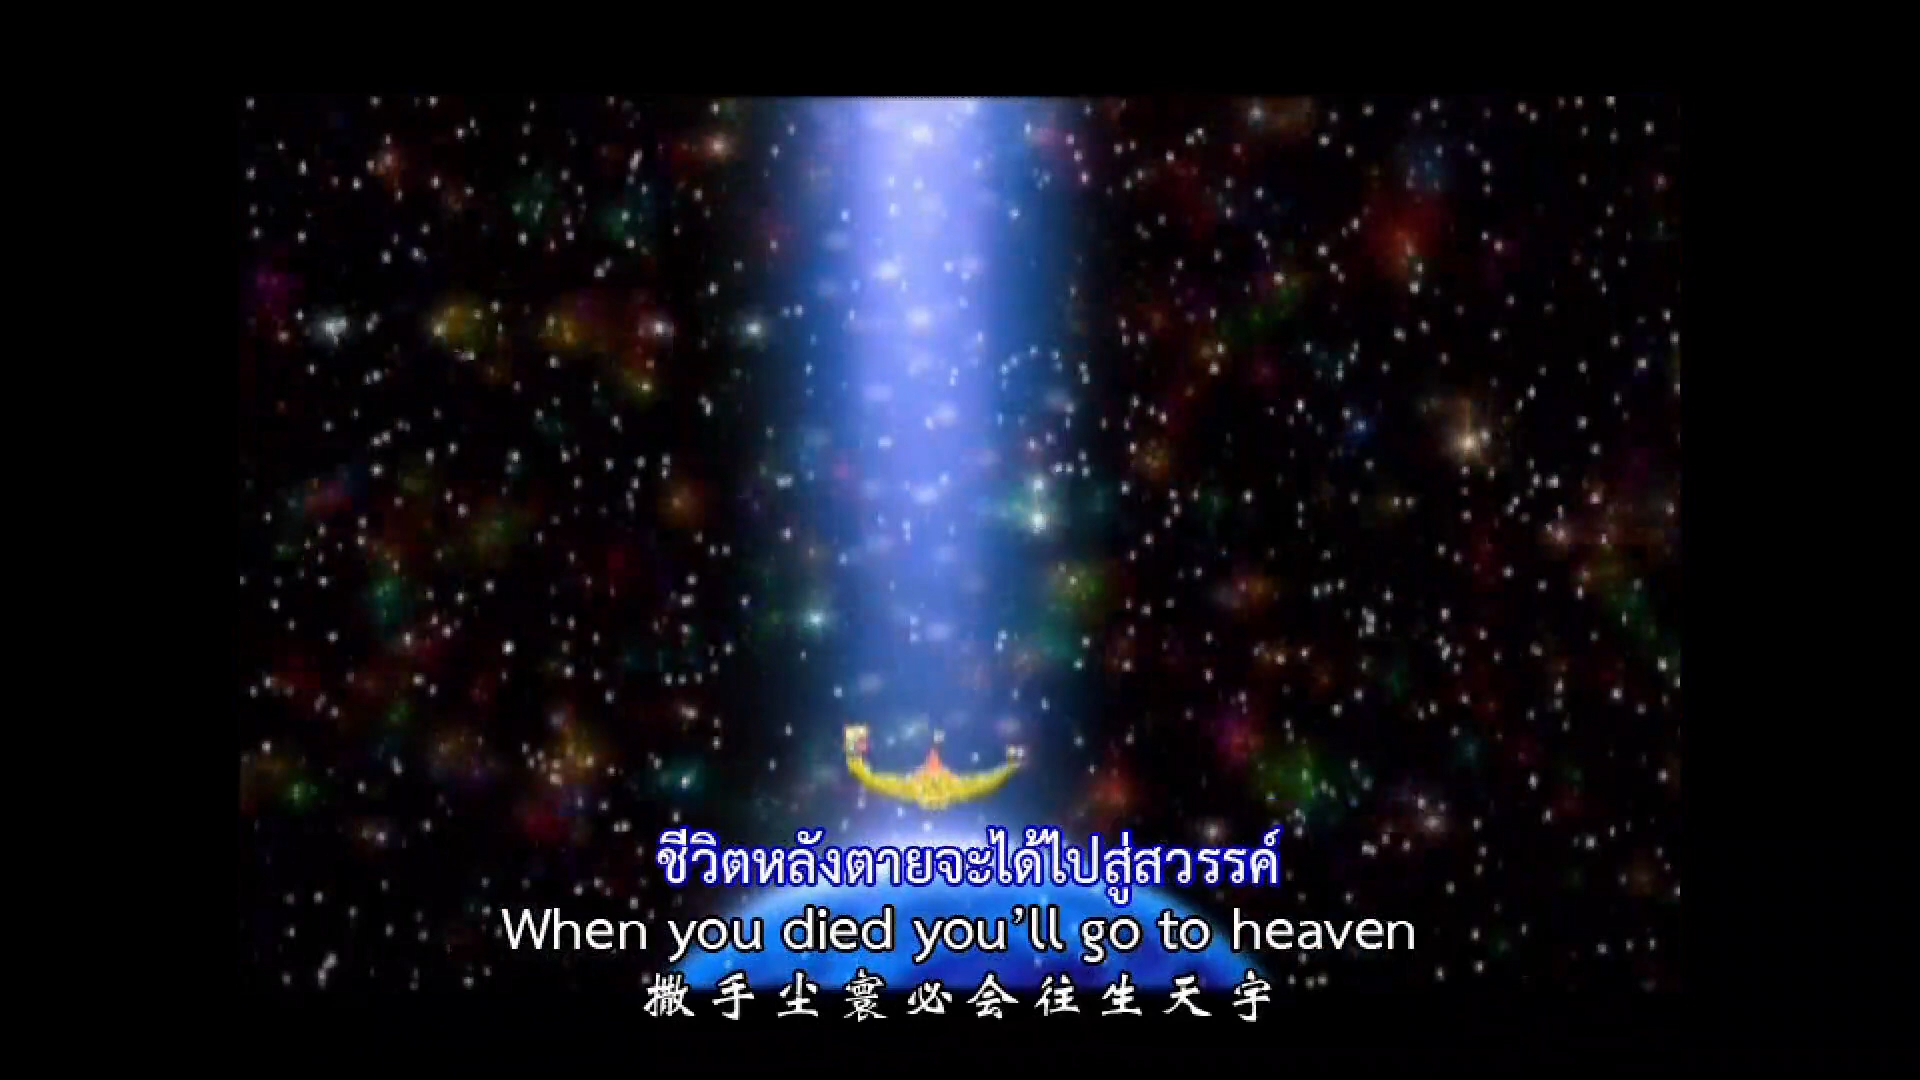 ชีวิตหลังตายจะได้ไปสู่สวรรค์
When you died you'll go to heaven
撒手尘寰必会往生天宇